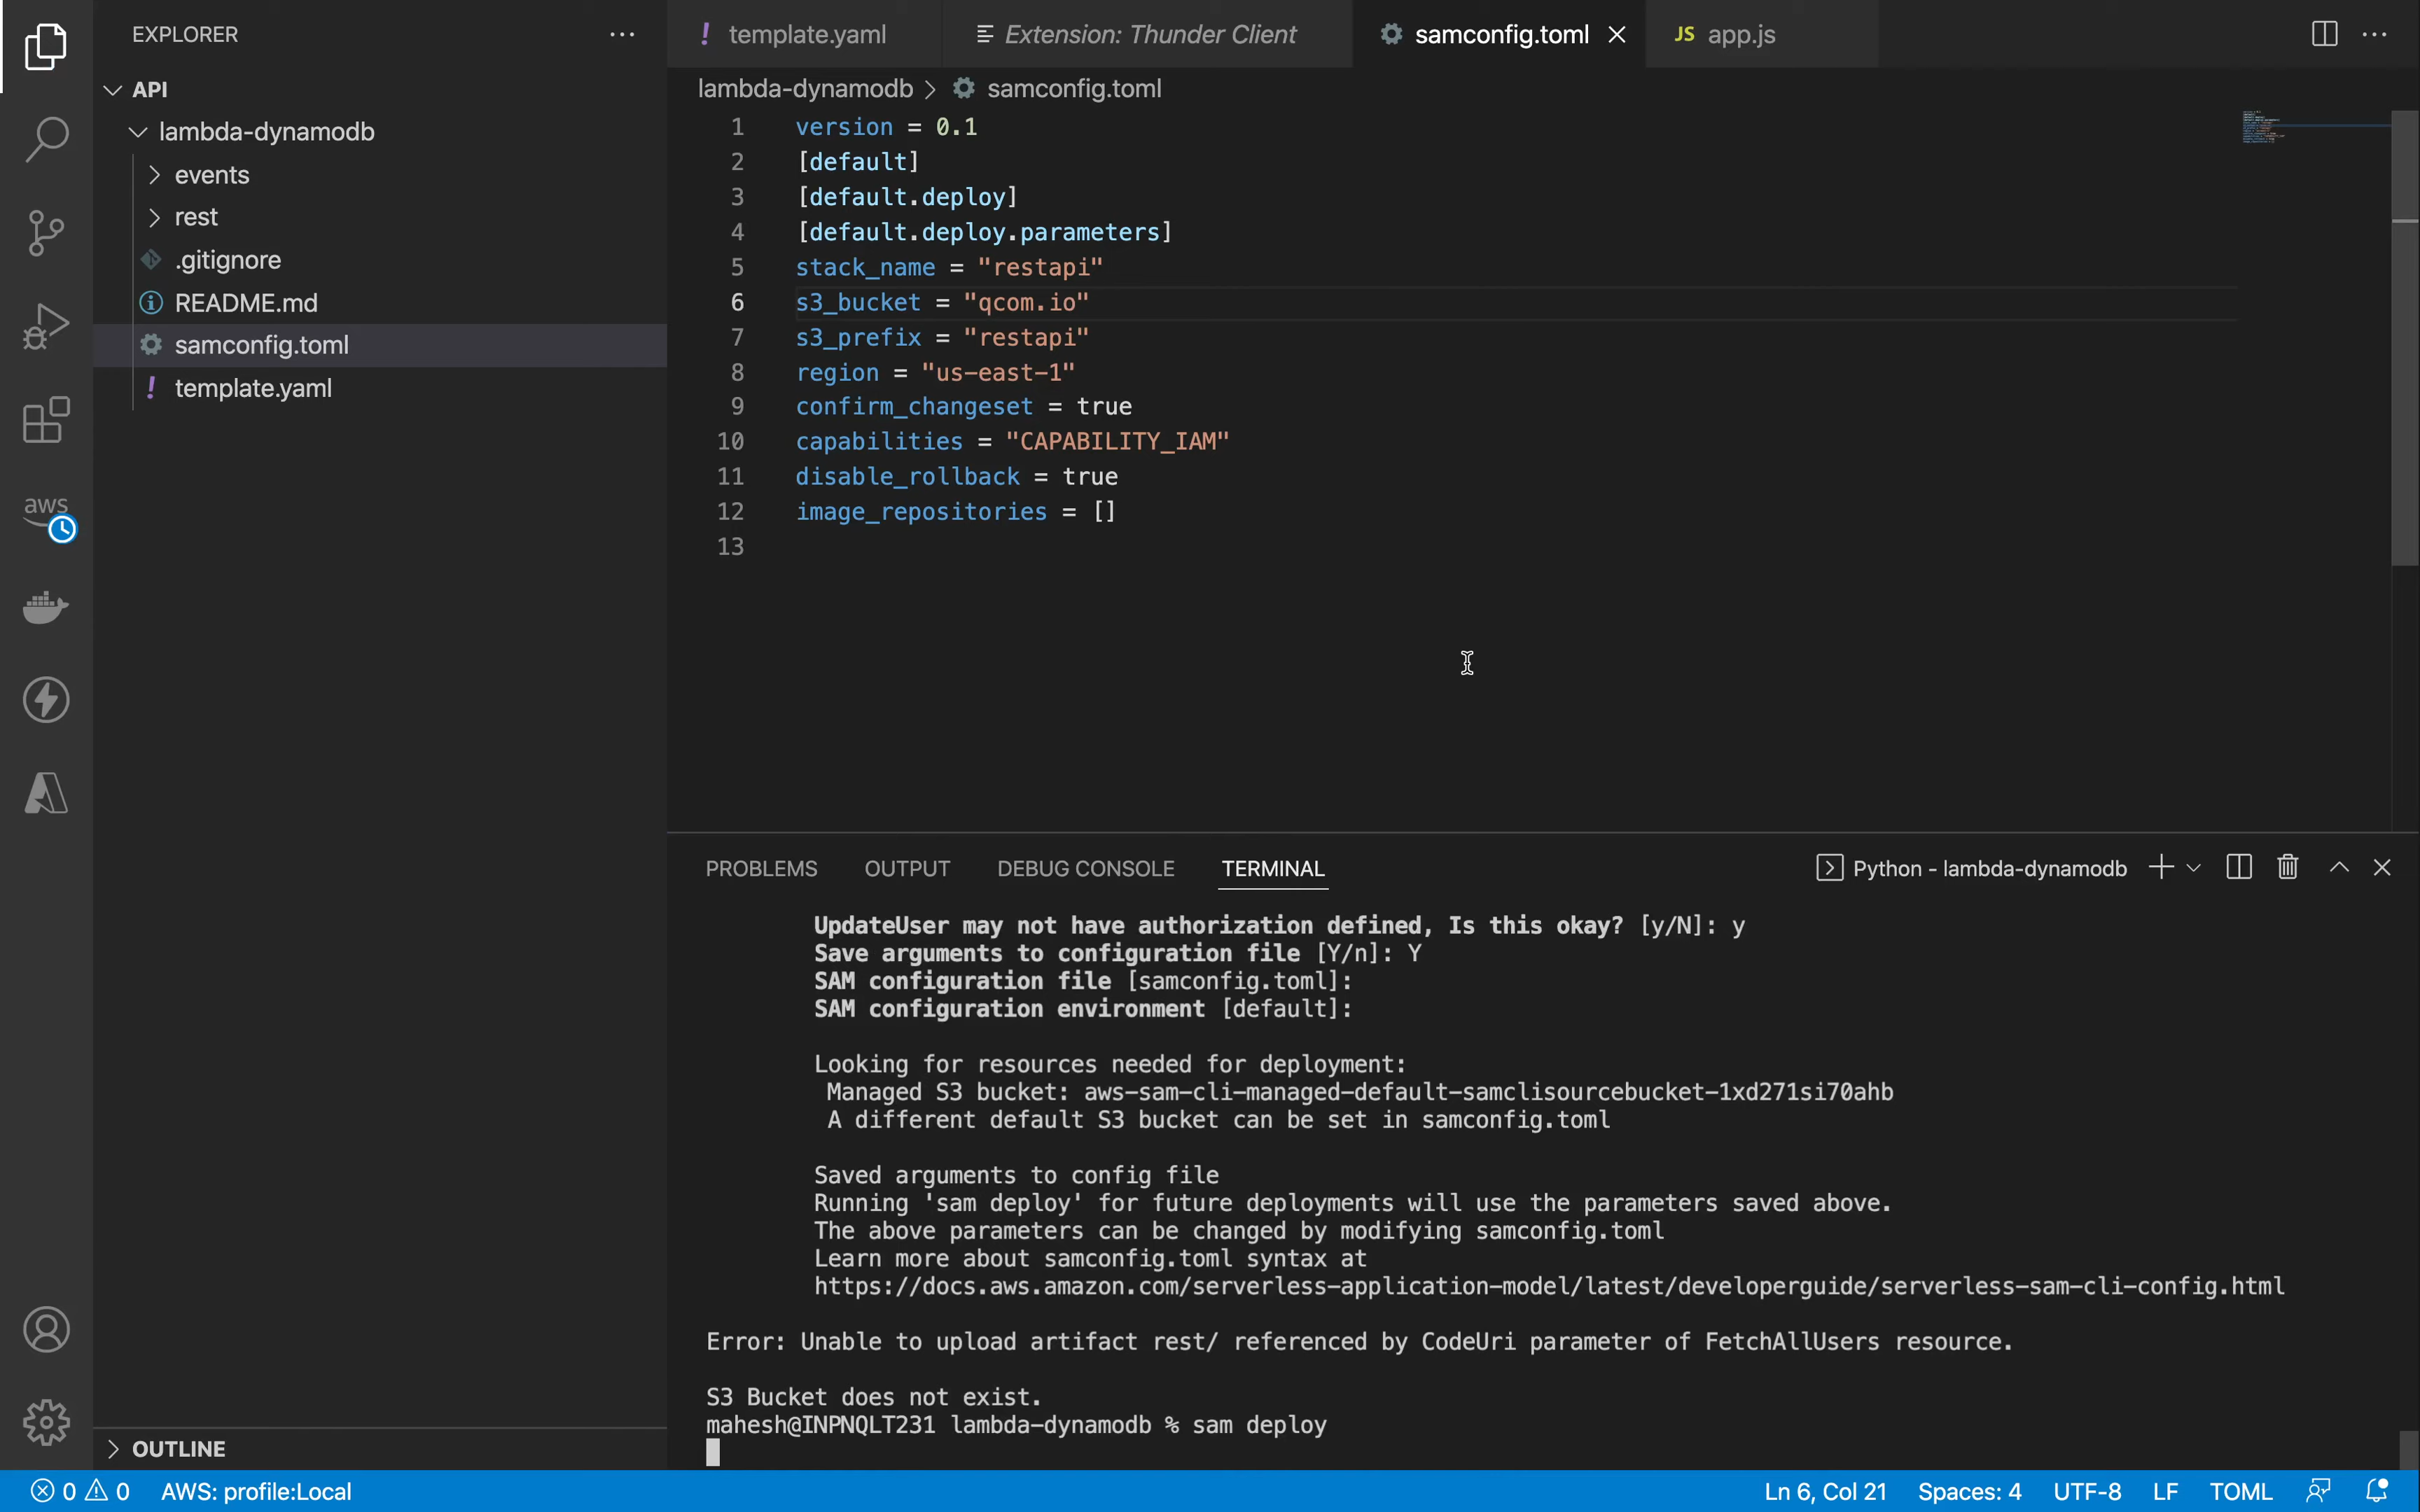 EXPLORER
API
lambda-dynamodb
events
rest
.gitignore
README.md
samconfig.toml
template.yaml
aws
OUTLINE
template.yaml
Extension: Thunder Client
samconfig.toml
JS app.js
lambda-dynamodb > samconfig.toml
1 version = 0.1
2 [default]
3 [default.deploy]
4 [default.deploy.parameters]
5 stack_name = "restapi"
6 s3_bucket = "qcom.io"
7 s3_prefix = "restapi"
8 region = "us-east-1"
9 confirm_changeset = true
10 capabilities = "CAPABILITY_IAM"
11 disable_rollback = true
12 image_repositories = []
13
PROBLEMS OUTPUT DEBUG CONSOLE TERMINAL
Python - lambda-dynamodb
UpdateUser may not have authorization defined, Is this okay? [y/N]: y
Save arguments to configuration file [Y/n]: Y
SAM configuration file [samconfig.toml]:
SAM configuration environment [default]:
Looking for resources needed for deployment:
Managed S3 bucket: aws-sam-cli-managed-default-samclisourcebucket-1xd271si70ahb
A different default S3 bucket can be set in samconfig.toml
Saved arguments to config file
Running 'sam deploy' for future deployments will use the parameters saved above.
The above parameters can be changed by modifying samconfig.toml
Learn more about samconfig.toml syntax at
https://docs.aws.amazon.com/serverless-application-model/latest/developerguide/serverless-sam-cli-config.html
Error: Unable to upload artifact rest/ referenced by CodeUri parameter of FetchAllUsers resource.
S3 Bucket does not exist.
mahesh@INPNQLT231 lambda-dynamodb % sam deploy
0 0 AWS: profile:Local
Ln 6, Col 21 Spaces: 4 UTF-8 LF TOML